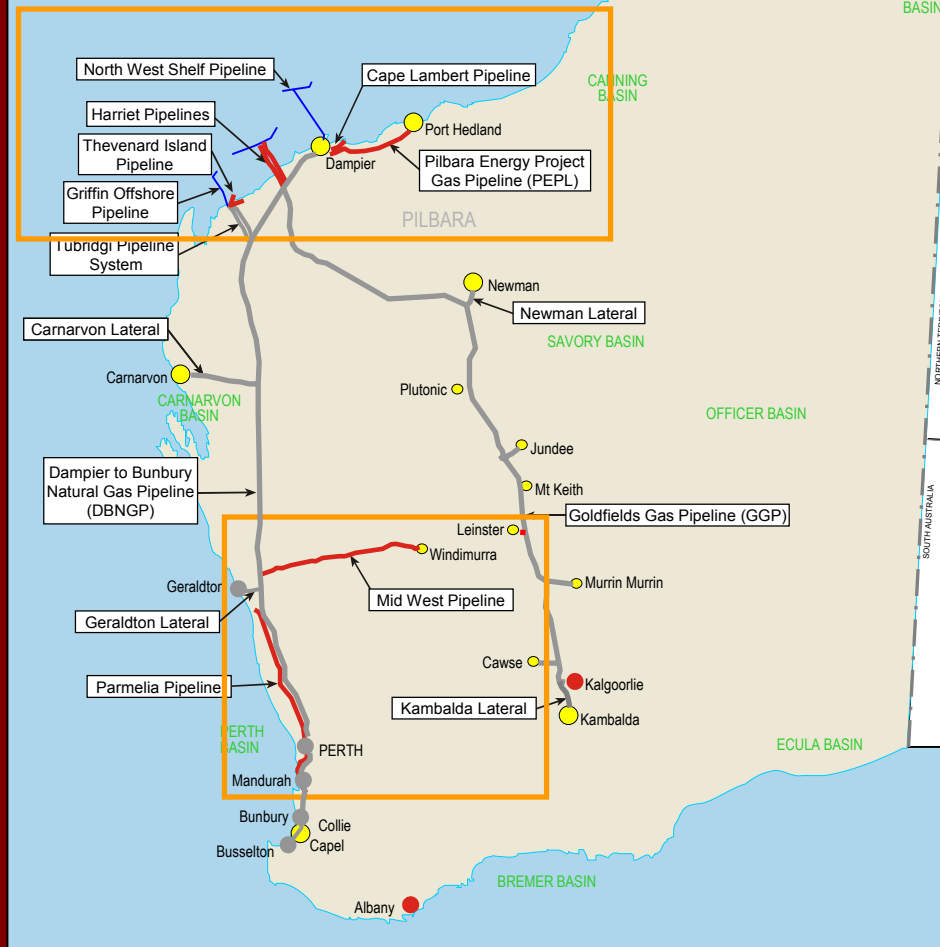 BASIN
North West Shelf Pipeline
Cape Lambert Pipeline
CANNING
BASIN
Harriet Pipelines
Port Hedland
Thevenard Island
Pipeline
Dampier
Pilbara Energy Project
Gas Pipeline (PEPL)
Griffin Offshore
Pipeline
PILBARA
Tubridgi Pipeline
System
Newman
Newman Lateral
Carnarvon Lateral
SAVORY BASIN
NORTHERN TERRITO
Carnarvon
Plutonic
CARNARVON
BASIN
OFFICER BASIN
Jundee
Dampier to Bunbury
Natural Gas Pipeline
(DBNGP)
Mt Keith
SOUTH AUSTRALIA
Goldfields Gas Pipeline (GGP)
Leinster
Windimurra
Geraldton
Murrin Murrin
Mid West Pipeline
Geraldton Lateral
Cawse
Parmelia Pipeline
Kalgoorlie
Kambalda Lateral
Kambalda
PERTH
BASIN
PERTH
ECULA BASIN
Mandurah
Bunbury
Collie
Capel
Busselton
BREMER BASIN
Albany